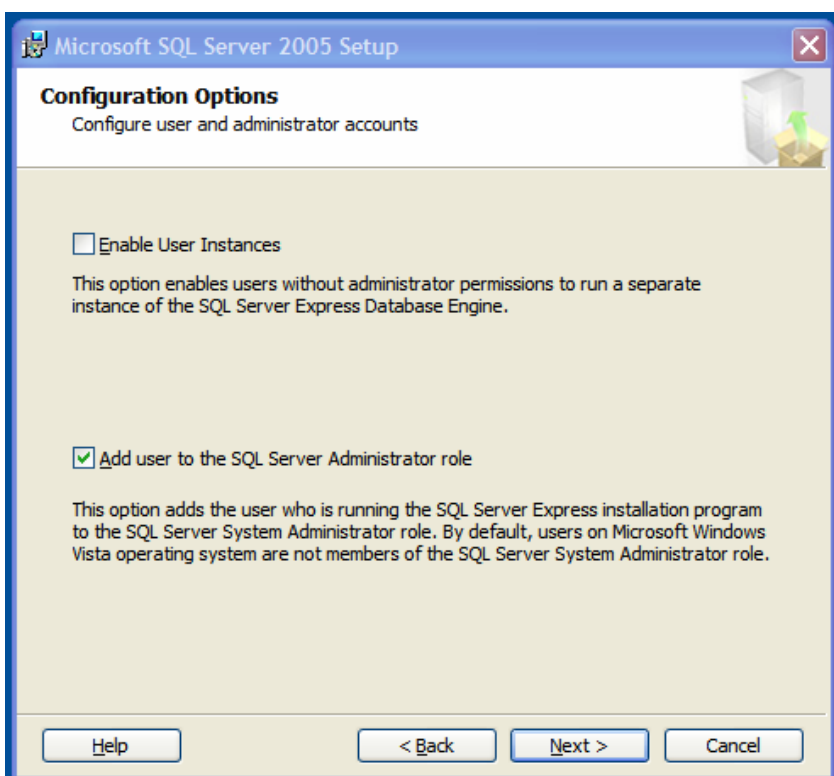 Microsoft SQL Server 2005 Setup
Configuration Options
Configure user and administrator accounts
Enable User Instances
This option enables users without administrator permissions to run a separate
instance of the SQL Server Express Database Engine.
Add user to the SQL Server Administrator role
This option adds the user who is running the SQL Server Express installation program
to the SQL Server System Administrator role. By default, users on Microsoft Windows
Vista operating system are not members of the SQL Server System Administrator role.
Help < Back Next > Cancel